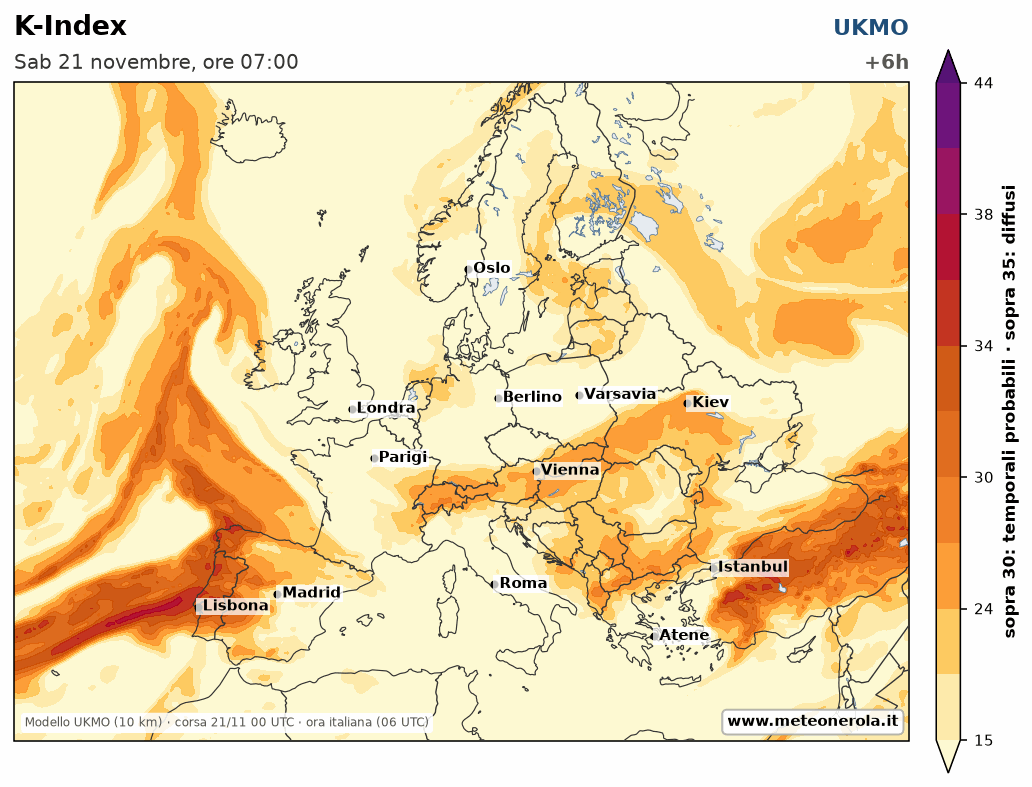 K-Index
UKMO
Sab 21 novembre, ore 07:00
+6h
44
38
34
30
24
15
sopra 30: temporali probabili · sopra 35: diffusi
Oslo
Londra
Berlino
Varsavia
Kiev
Parigi
Vienna
Istanbul
Roma
Madrid
Lisbona
Atene
Modello UKMO (10 km) · corsa 21/11 00 UTC · ora italiana (06 UTC)
www.meteonerola.it